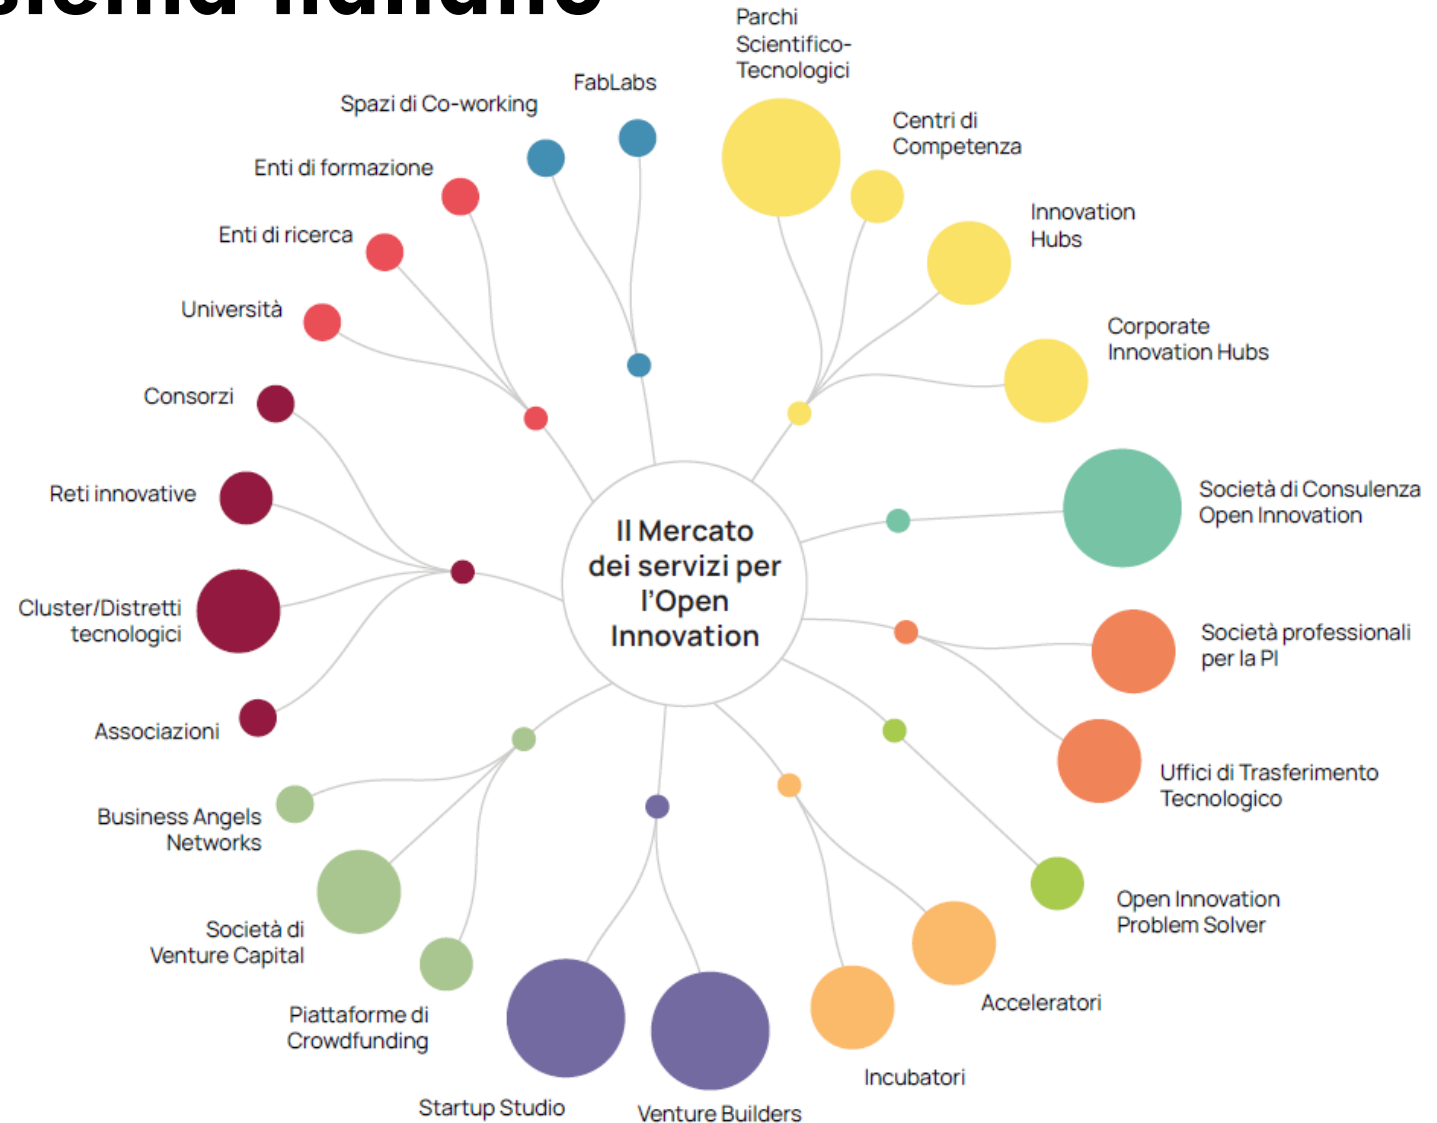 Italiano
Parchi
Scientifico-
Tecnologici
FabLabs
Spazi di Co-working
Centri di
Competenza
Enti di formazione
Innovation
Hubs
Enti di ricerca
Università
Corporate
Innovation Hubs
Consorzi
Reti innovative
Società di Consulenza
Open Innovation
Il Mercato
dei servizi per
l'Open
Innovation
Cluster/Distretti
tecnologici
Società professionali
per la PI
Associazioni
Uffici di Trasferimento
Tecnologico
Business Angels
Networks
Open Innovation
Problem Solver
Società di
Venture Capital
Acceleratori
Piattaforme di
Crowdfunding
Incubatori
Startup Studio
Venture Builders